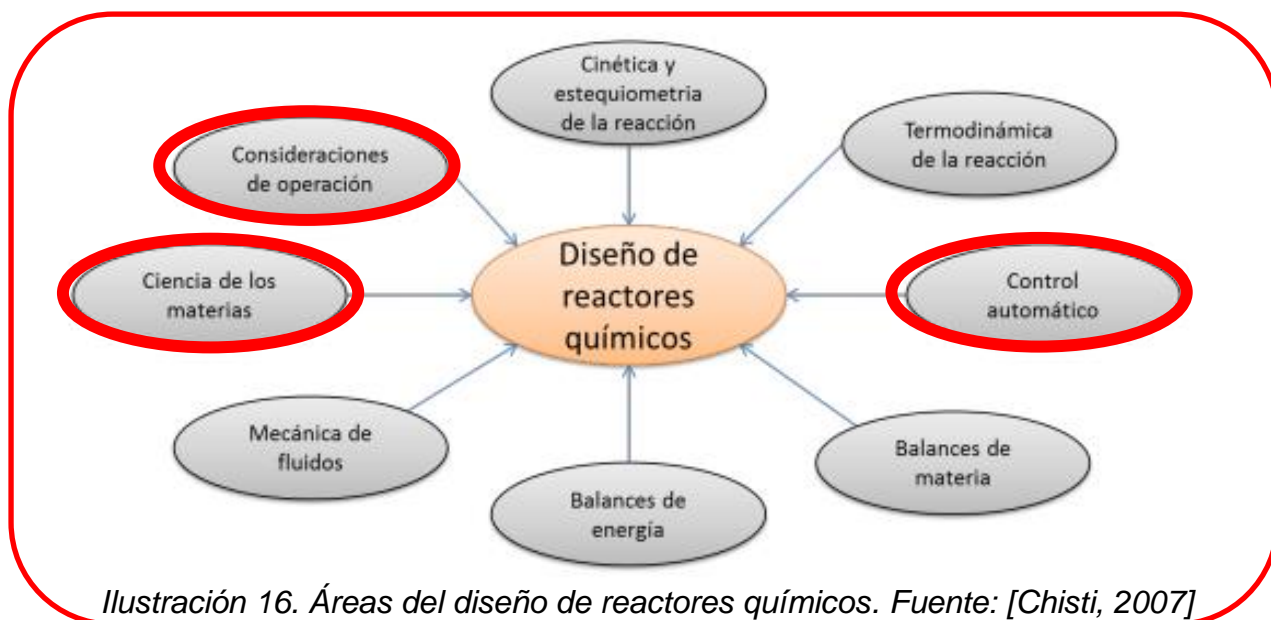 Cinética y
estequiometria
de la reacción
Termodinámica
de la reacción
Consideraciones
de operación
Ciencia de los
materias
Diseño de
reactores
químicos
Control
automático
Mecánica de
fluidos
Balances de
materia
Balances de
energía
Ilustración 16. Áreas del diseño de reactores químicos. Fuente: [Chisti, 2007]